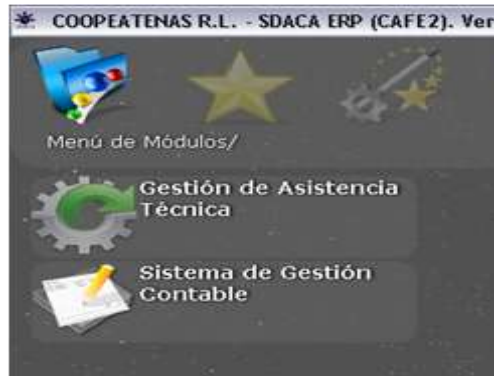 COOPEATENAS R.L. - SDACA ERP (CAFE2). Ver
Menú de Módulos/
Gestión de Asistencia
Técnica
Sistema de Gestión
Contable